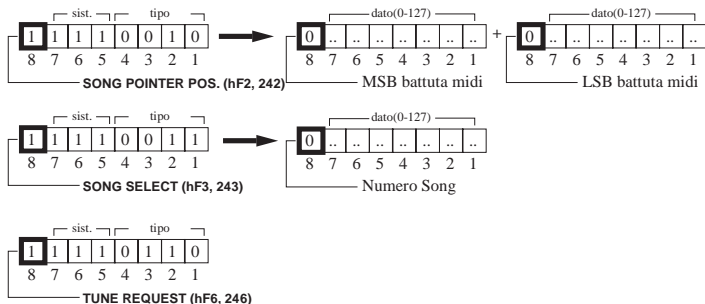 sist. tipo dato(0-127) dato(0-127)
1 1 1 1 0 0 1 0 0 .. .. .. .. .. .. .. + 0 .. .. .. .. .. .. ..
8 7 6 5 4 3 2 1 8 7 6 5 4 3 2 1 8 7 6 5 4 3 2 1
SONG POINTER POS. (hF2, 242) MSB battuta midi LSB battuta midi
sist. tipo dato(0-127)
1 1 1 1 0 0 1 1 0 .. .. .. .. .. .. ..
8 7 6 5 4 3 2 1 8 7 6 5 4 3 2 1
SONG SELECT (hF3, 243) Numero Song
sist. tipo
1 1 1 1 0 1 1 0
8 7 6 5 4 3 2 1
TUNE REQUEST (hF6, 246)